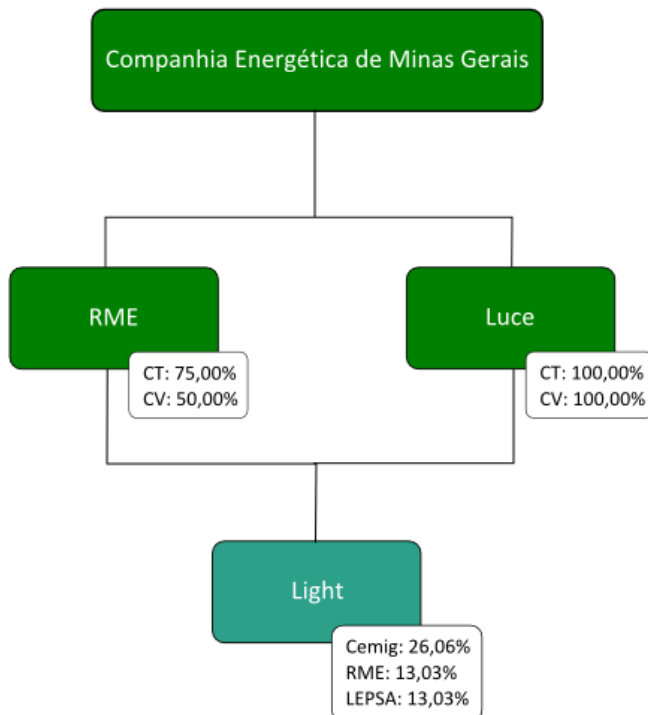 Companhia Energética de Minas Gerais
RME
CT: 75,00%
CV: 50,00%
Luce
CT: 100,00%
CV: 100,00%
Light
Cemig: 26,06%
RME: 13,03%
LEPSA: 13,03%